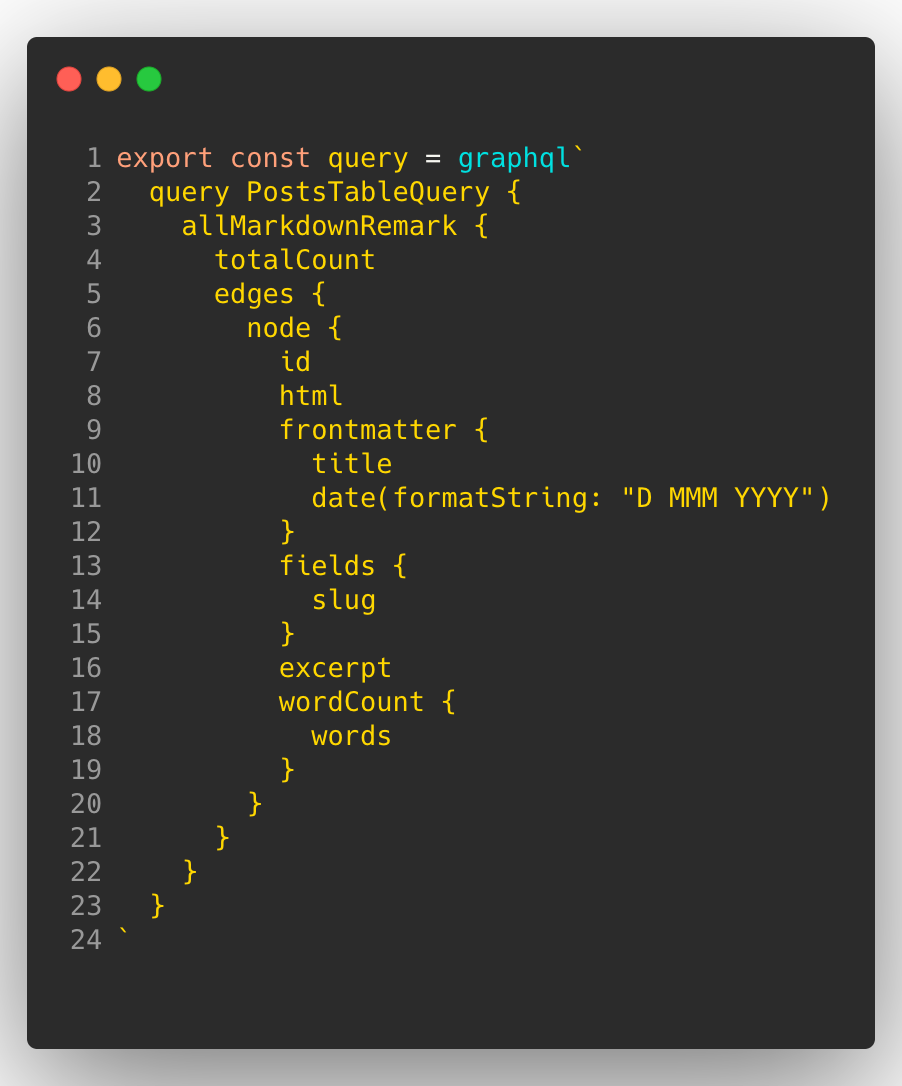 1 export const query = graphql`
2   query PostsTableQuery {
3     allMarkdownRemark {
4       totalCount
5       edges {
6         node {
7           id
8           html
9           frontmatter {
10             title
11             date(formatString: "D MMM YYYY")
12           }
13           fields {
14             slug
15           }
16           excerpt
17           wordCount {
18             words
19           }
20         }
21       }
22     }
23   }
24 `